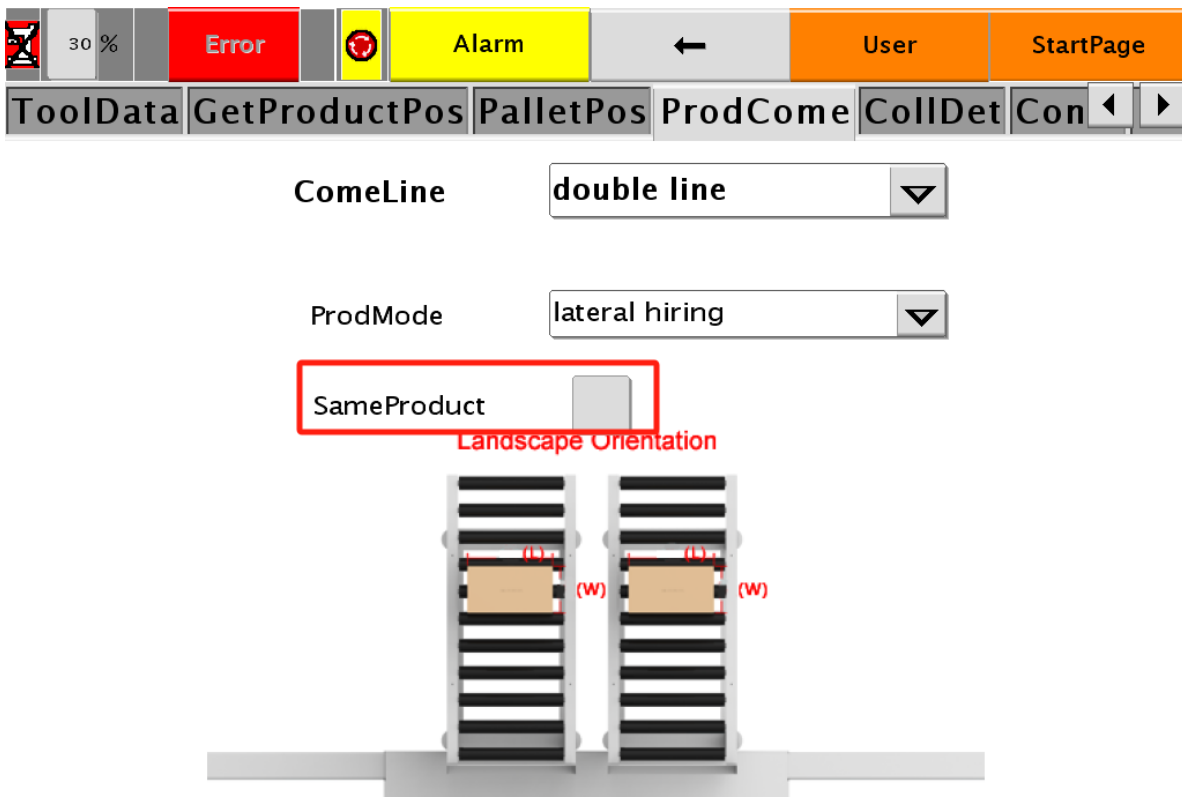 30 % Error Alarm ← User StartPage
ToolData GetProductPos PalletPos ProdCome CollDet Con
ComeLine double line
ProdMode lateral hiring
SameProduct
Landscape Orientation
(L) (L)
(W) (W)